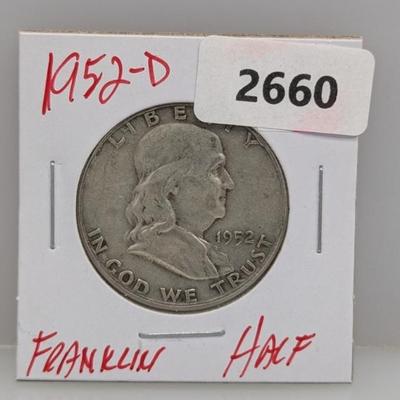 1952-D
2660
LIBERTY
1952
IN GOD WE TRUST
FRANKLIN HALF